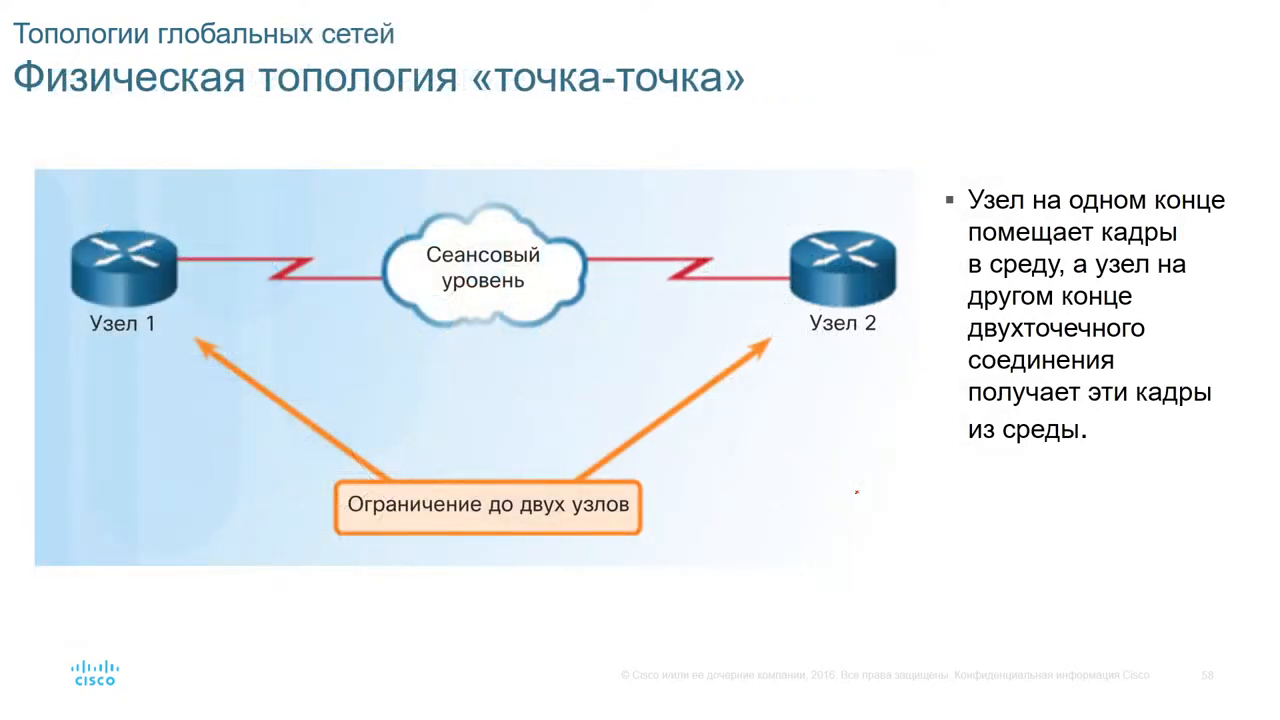 Топологии глобальных сетей
Физическая топология «точка-точка»
Сеансовый
уровень
Узел 1
Узел 2
Ограничение до двух узлов
▪ Узел на одном конце
помещает кадры
в среду, а узел на
другом конце
двухточечного
соединения
получает эти кадры
из среды.
cisco
© Cisco и/или ее дочерние компании, 2016. Все права защищены. Конфиденциальная информация Cisco
58